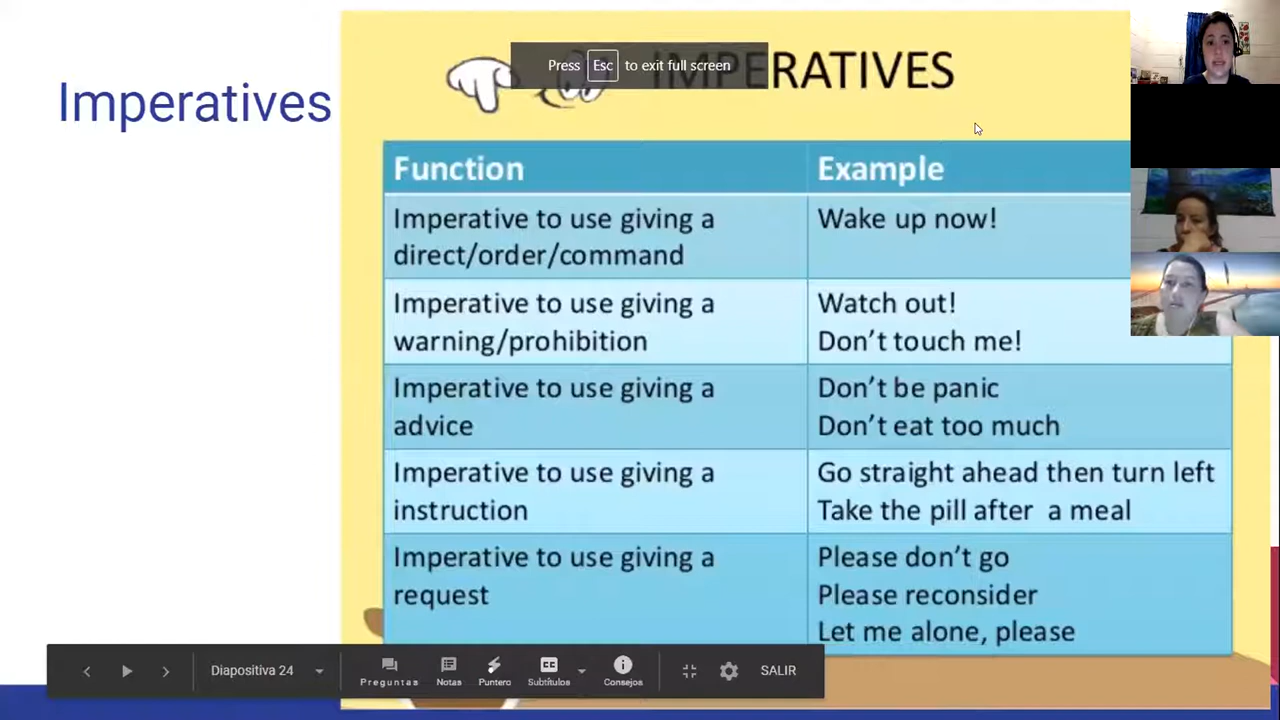 Imperatives
Press Esc to exit full screen
IMPERATIVES
Function
Example
Imperative to use giving a
direct/order/command
Wake up now!
Imperative to use giving a
warning/prohibition
Watch out!
Don't touch me!
Imperative to use giving a
advice
Don't be panic
Don't eat too much
Imperative to use giving a
instruction
Go straight ahead then turn left
Take the pill after a meal
Imperative to use giving a
request
Please don't go
Please reconsider
Let me alone, please
Diapositiva 24
Preguntas
Notas
Puntero
Subtítulos
Consejos
SALIR